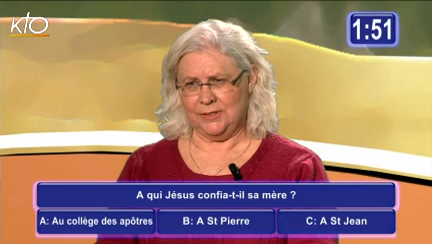 kto
1:51
A qui Jésus confia-t-il sa mère ?
A: Au collège des apôtres
B: A St Pierre
C: A St Jean